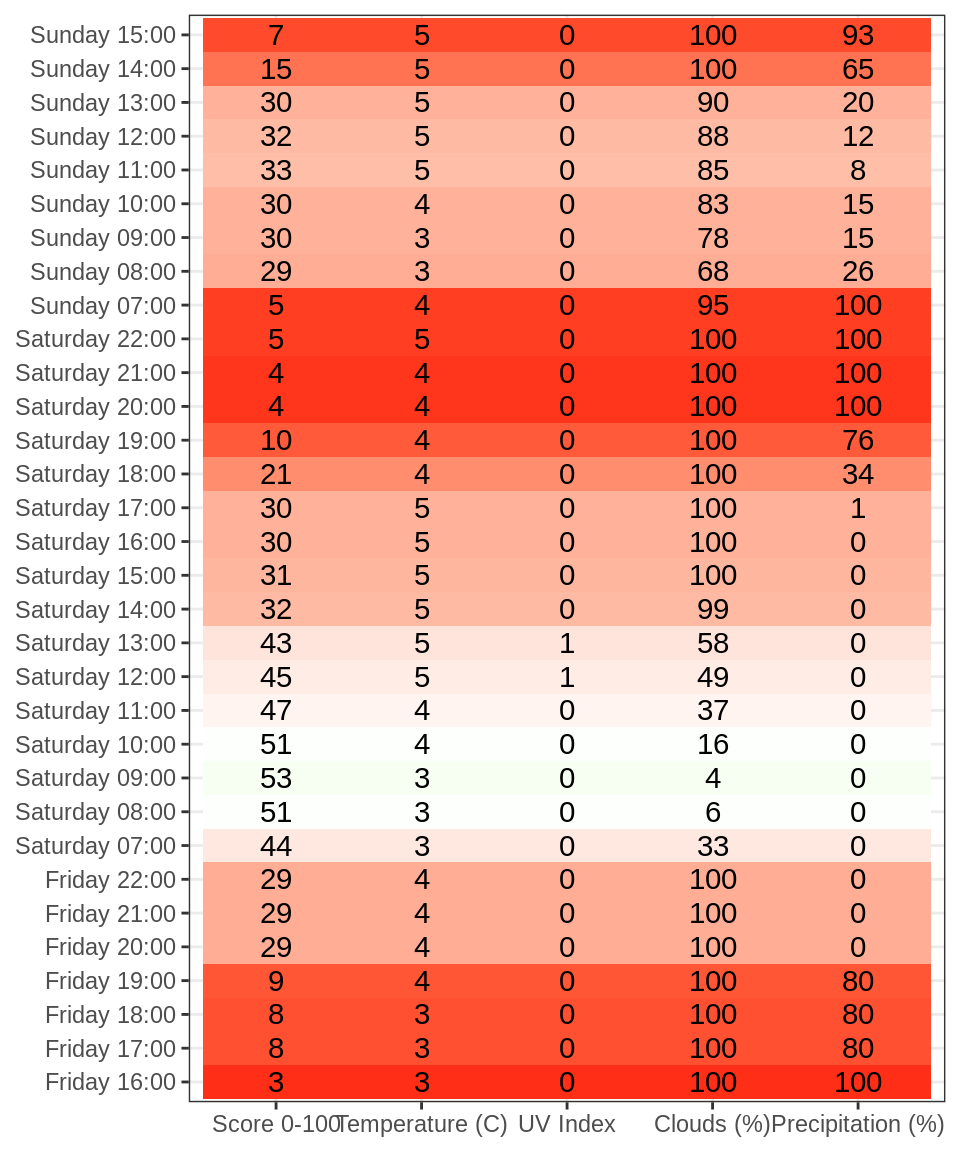 Sunday 15:00 7 5 0 100 93
Sunday 14:00 15 5 0 100 65
Sunday 13:00 30 5 0 90 20
Sunday 12:00 32 5 0 88 12
Sunday 11:00 33 5 0 85 8
Sunday 10:00 30 4 0 83 15
Sunday 09:00 30 3 0 78 15
Sunday 08:00 29 3 0 68 26
Sunday 07:00 5 4 0 95 100
Saturday 22:00 5 5 0 100 100
Saturday 21:00 4 4 0 100 100
Saturday 20:00 4 4 0 100 100
Saturday 19:00 10 4 0 100 76
Saturday 18:00 21 4 0 100 34
Saturday 17:00 30 5 0 100 1
Saturday 16:00 30 5 0 100 0
Saturday 15:00 31 5 0 100 0
Saturday 14:00 32 5 0 99 0
Saturday 13:00 43 5 1 58 0
Saturday 12:00 45 5 1 49 0
Saturday 11:00 47 4 0 37 0
Saturday 10:00 51 4 0 16 0
Saturday 09:00 53 3 0 4 0
Saturday 08:00 51 3 0 6 0
Saturday 07:00 44 3 0 33 0
Friday 22:00 29 4 0 100 0
Friday 21:00 29 4 0 100 0
Friday 20:00 29 4 0 100 0
Friday 19:00 9 4 0 100 80
Friday 18:00 8 3 0 100 80
Friday 17:00 8 3 0 100 80
Friday 16:00 3 3 0 100 100
Score 0-100 Temperature (C) UV Index Clouds (%) Precipitation (%)